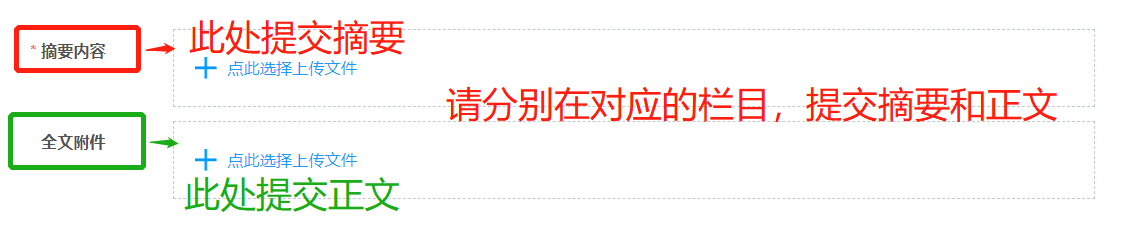 此处提交摘要
* 摘要内容
点此选择上传文件
请分别在对应的栏目，提交摘要和正文
全文附件
点此选择上传文件
此处提交正文